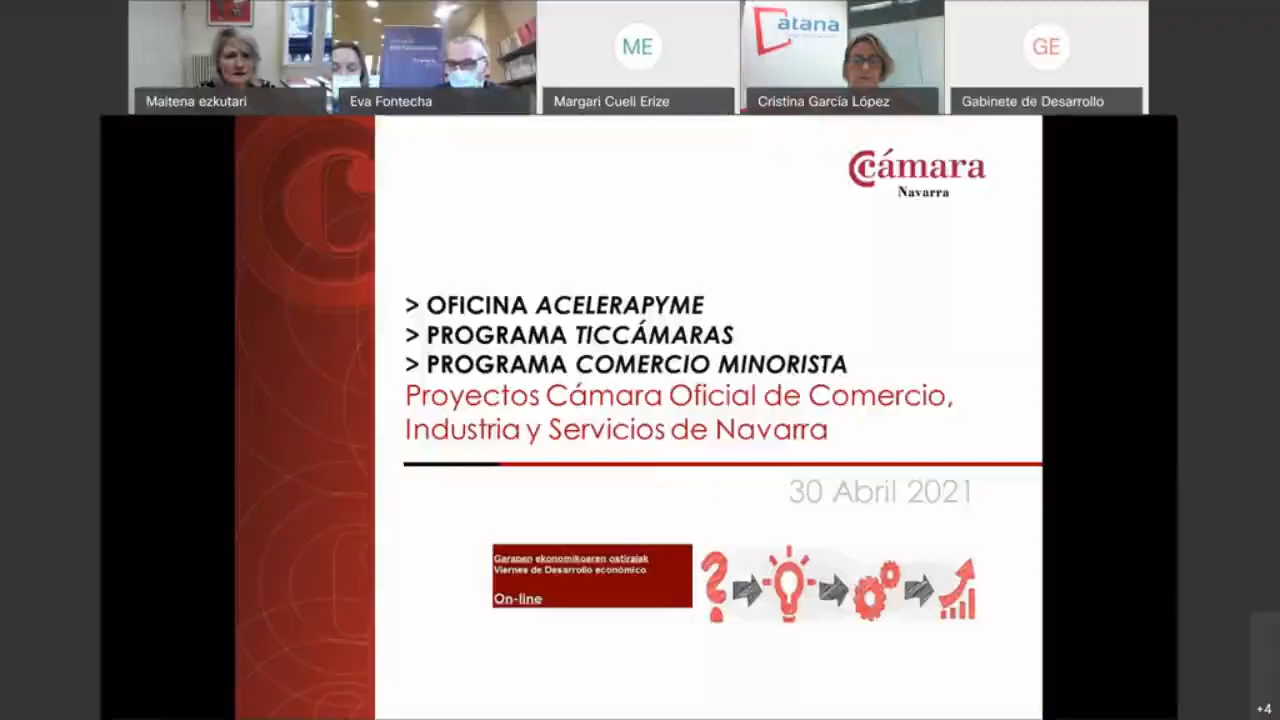 ME
GE
atana
Maitena ezkutari
Eva Fontecha
Margari Cueli Erize
Cristina García López
Gabinete de Desarrollo
cámara
Navarra
> OFICINA ACELERAPYME
> PROGRAMA TICCÁMARAS
> PROGRAMA COMERCIO MINORISTA
Proyectos Cámara Oficial de Comercio,
Industria y Servicios de Navarra
30 Abril 2021
Garapen ekonomikoaren ostiralak
Viernes de Desarrollo económico
On-line
+4